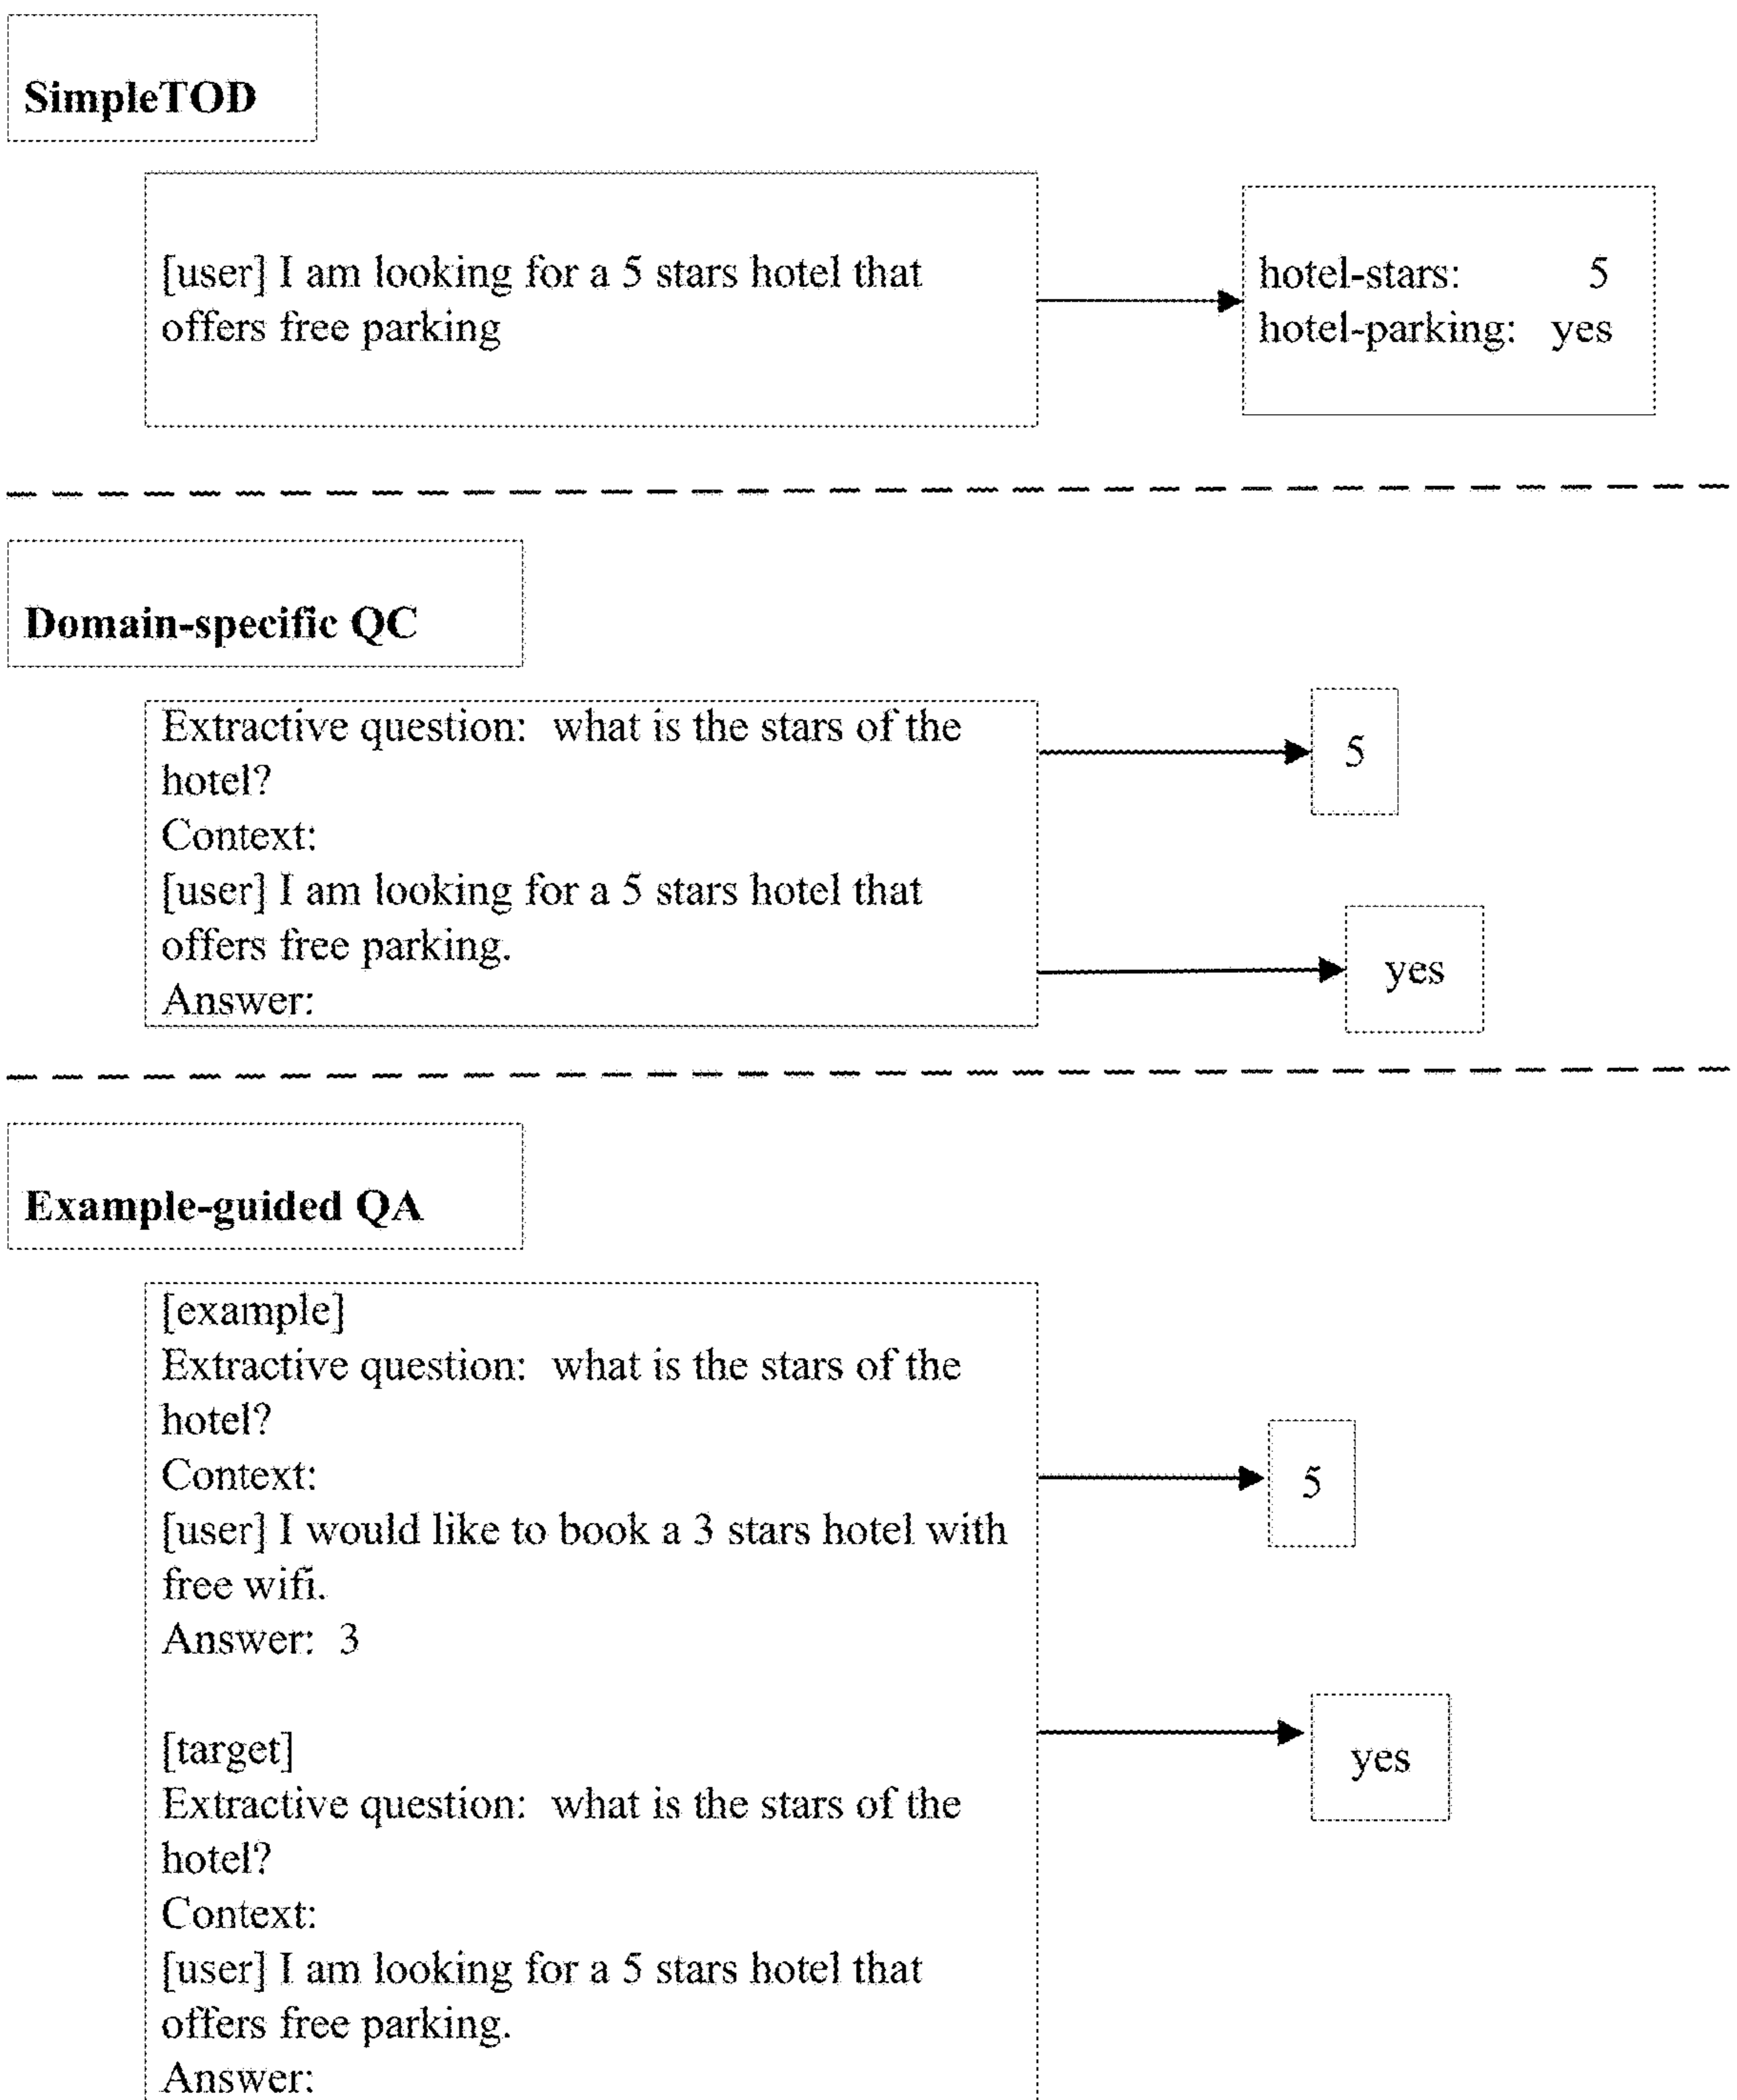 SimpleTOD
[user] I am looking for a 5 stars hotel that
offers free parking
hotel-stars: 5
hotel-parking: yes
Domain-specific QC
Extractive question: what is the stars of the
hotel?
Context:
[user] I am looking for a 5 stars hotel that
offers free parking.
Answer:
5
yes
Example-guided QA
[example]
Extractive question: what is the stars of the
hotel?
Context:
[user] I would like to book a 3 stars hotel with
free wifi.
Answer: 3
[target]
Extractive question: what is the stars of the
hotel?
Context:
[user] I am looking for a 5 stars hotel that
offers free parking.
Answer:
5
yes